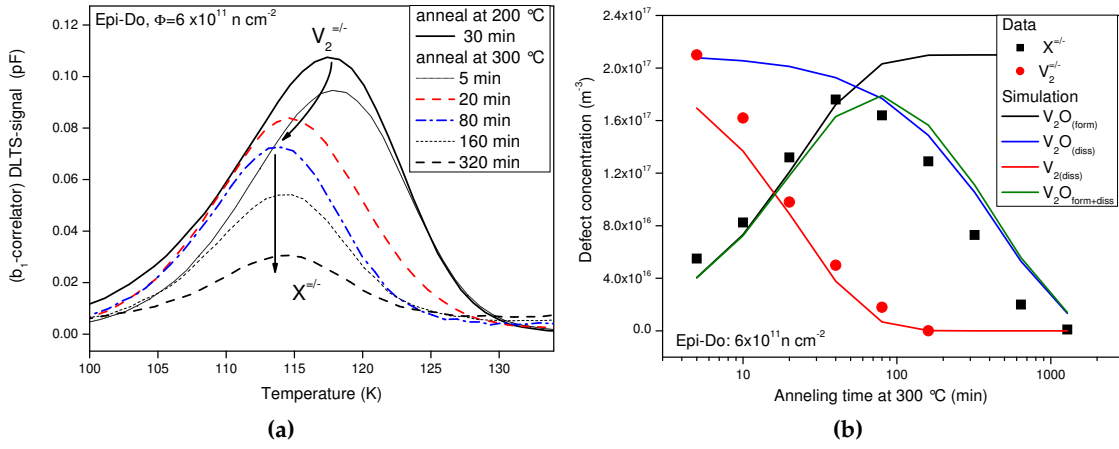 Epi-Do, Φ=6 x10¹¹ n cm⁻²
V₂⁼ᐟ⁻
anneal at 200 °C
30 min
anneal at 300 °C
5 min
20 min
80 min
160 min
320 min
X⁼ᐟ⁻
(b₁-correlator) DLTS-signal (pF)
0.12
0.10
0.08
0.06
0.04
0.02
0.00
100 105 110 115 120 125 130
Temperature (K)
(a)
Data
X⁼ᐟ⁻
V₂⁼ᐟ⁻
Simulation
V₂O(form)
V₂O(diss)
V₂(diss)
V₂Oform+diss
Defect concentration (m⁻³)
2.4x10¹⁷
2.0x10¹⁷
1.6x10¹⁷
1.2x10¹⁷
8.0x10¹⁶
4.0x10¹⁶
0.0
Epi-Do: 6x10¹¹n cm⁻²
10 100 1000
Anneling time at 300 °C (min)
(b)